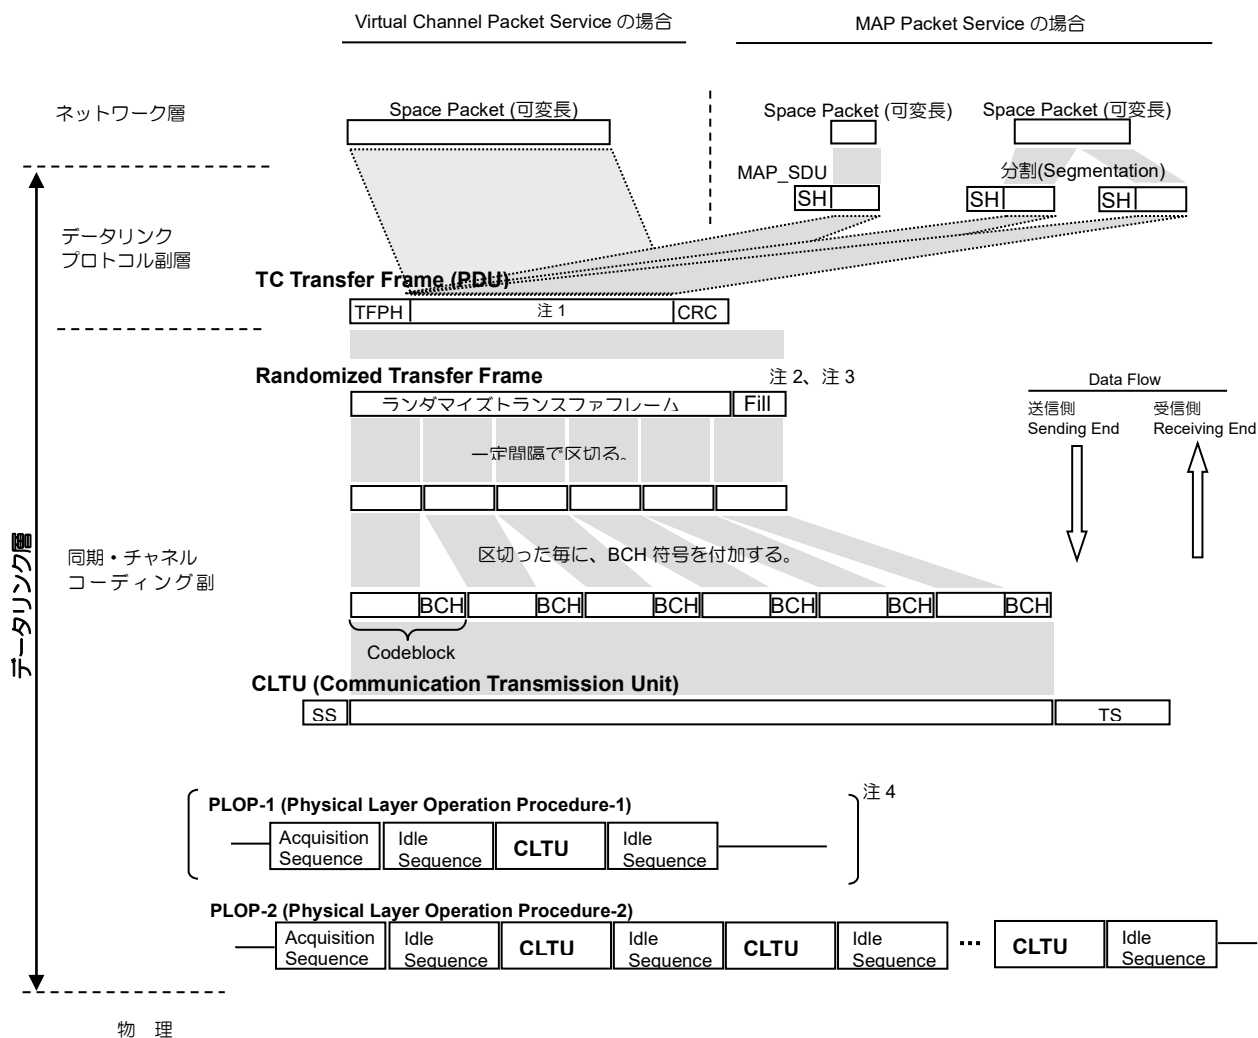 Virtual Channel Packet Service の場合
MAP Packet Service の場合
ネットワーク層
Space Packet (可変長)
Space Packet (可変長)
Space Packet (可変長)
MAP_SDU
分割(Segmentation)
SH
SH
SH
データリンク
プロトコル副層
TC Transfer Frame (PDU)
TFPH
注 1
CRC
Randomized Transfer Frame
注 2、注 3
ランダマイズトランスファフレーム
Fill
一定間隔で区切る。
Data Flow
送信側
Sending End
受信側
Receiving End
データリンク層
同期・チャネル
コーディング副
区切った毎に、BCH 符号を付加する。
BCH
BCH
BCH
BCH
BCH
BCH
Codeblock
CLTU (Communication Transmission Unit)
SS
TS
注 4
PLOP-1 (Physical Layer Operation Procedure-1)
Acquisition
Sequence
Idle
Sequence
CLTU
Idle
Sequence
PLOP-2 (Physical Layer Operation Procedure-2)
Acquisition
Sequence
Idle
Sequence
CLTU
Idle
Sequence
CLTU
Idle
Sequence
…
CLTU
Idle
Sequence
物 理